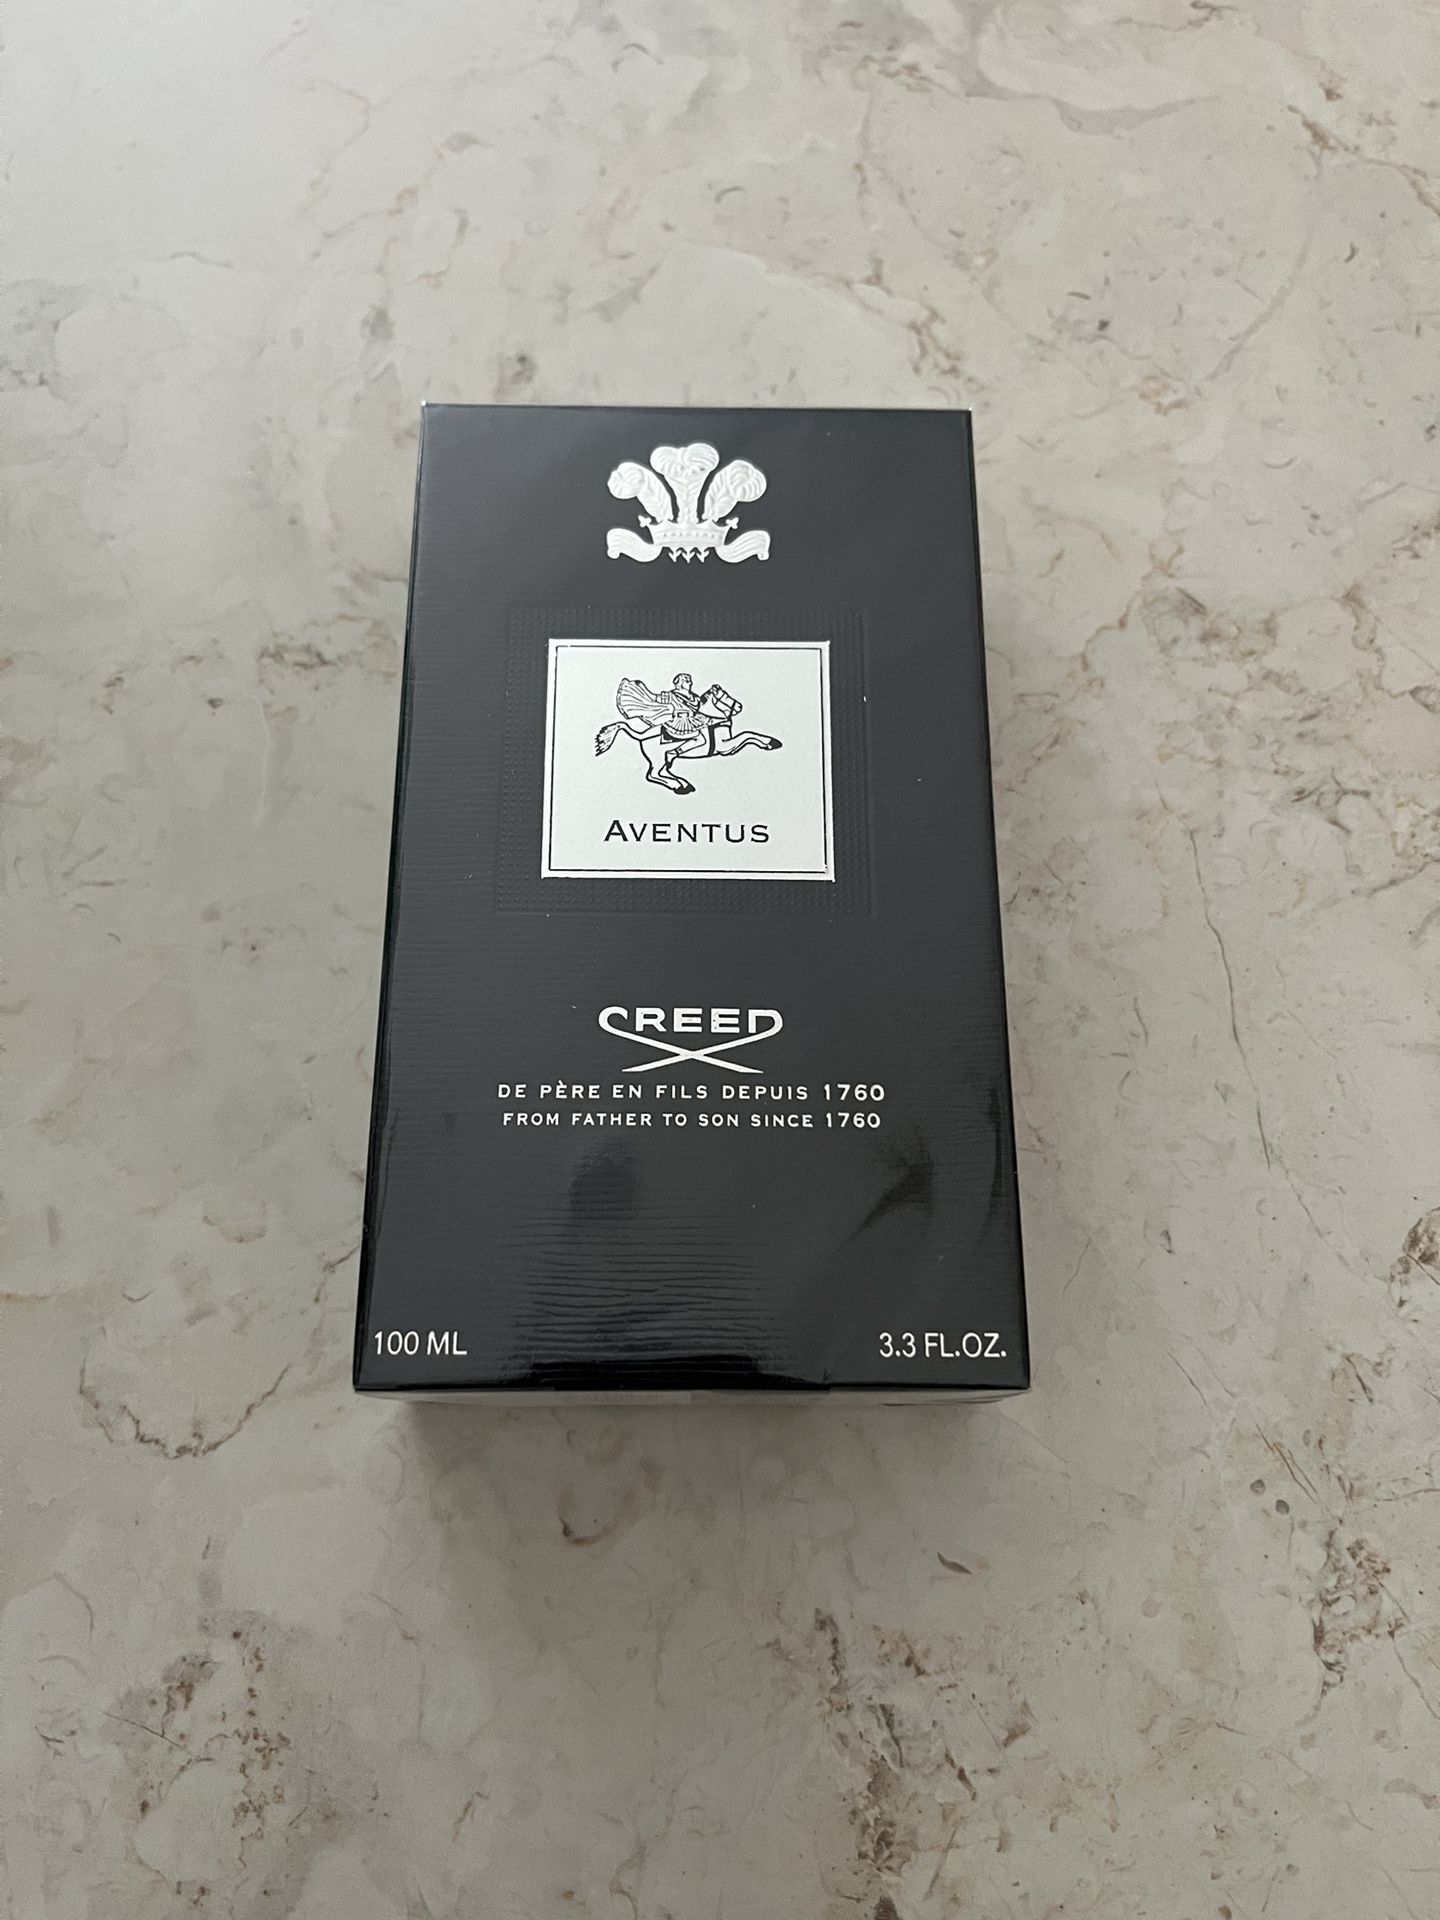 AVENTUS
CREED
DE PÈRE EN FILS DEPUIS 1760
FROM FATHER TO SON SINCE 1760
100 ML
3.3 FL.OZ.